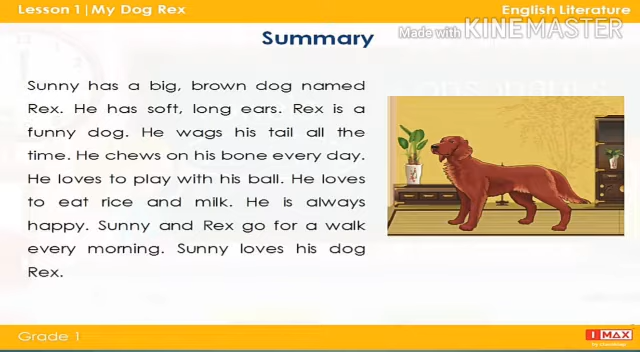 Lesson 1|My Dog Rex
English Literature
Made with KINEMASTER
Summary
Sunny has a big, brown dog named
Rex. He has soft, long ears. Rex is a
funny dog. He wags his tail all the
time. He chews on his bone every day.
He loves to play with his ball. He loves
to eat rice and milk. He is always
happy. Sunny and Rex go for a walk
every morning. Sunny loves his dog
Rex.
Grade 1
IMAX